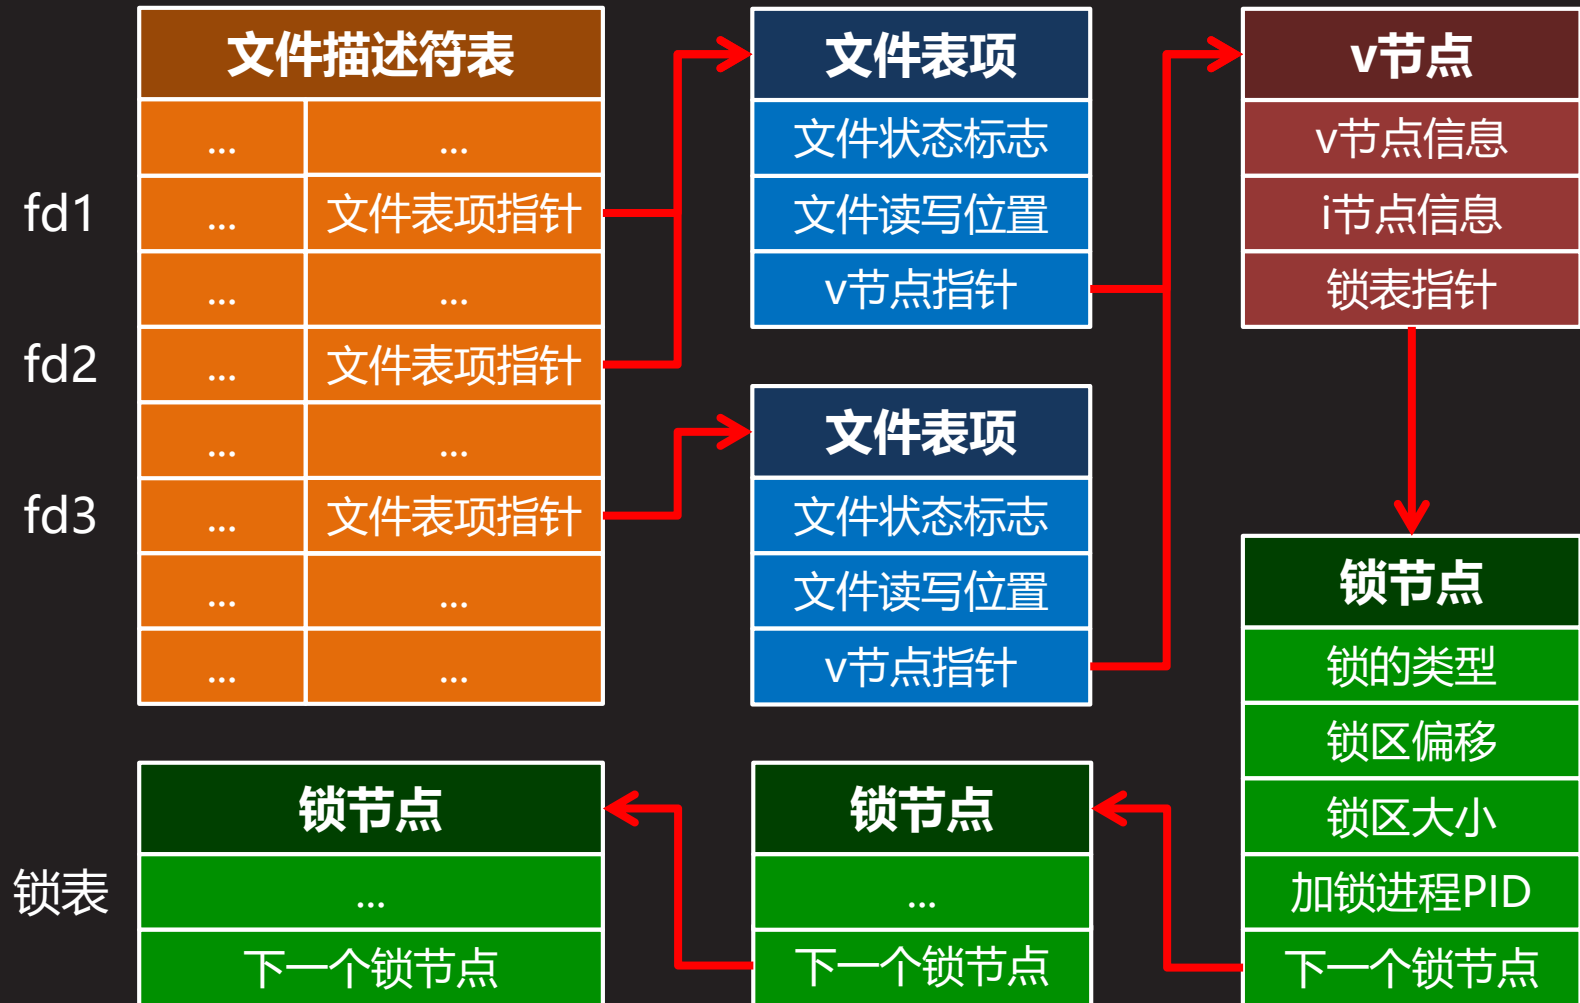 文件描述符表
... ...
fd1 ... 文件表项指针
... ...
fd2 ... 文件表项指针
... ...
fd3 ... 文件表项指针
... ...
... ...
文件表项
文件状态标志
文件读写位置
v节点指针
文件表项
文件状态标志
文件读写位置
v节点指针
v节点
v节点信息
i节点信息
锁表指针
锁节点
锁的类型
锁区偏移
锁区大小
加锁进程PID
下一个锁节点
锁节点
...
下一个锁节点
锁表
锁节点
...
下一个锁节点